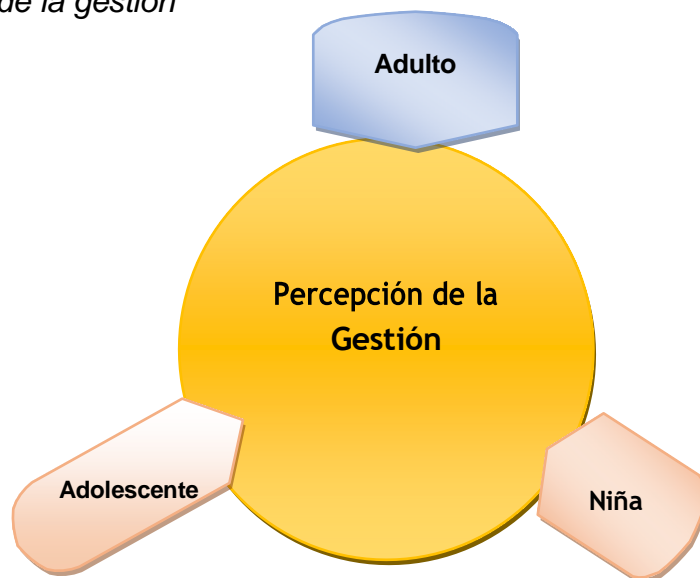 de la gestión
Adulto
Percepción de la
Gestión
Adolescente
Niña